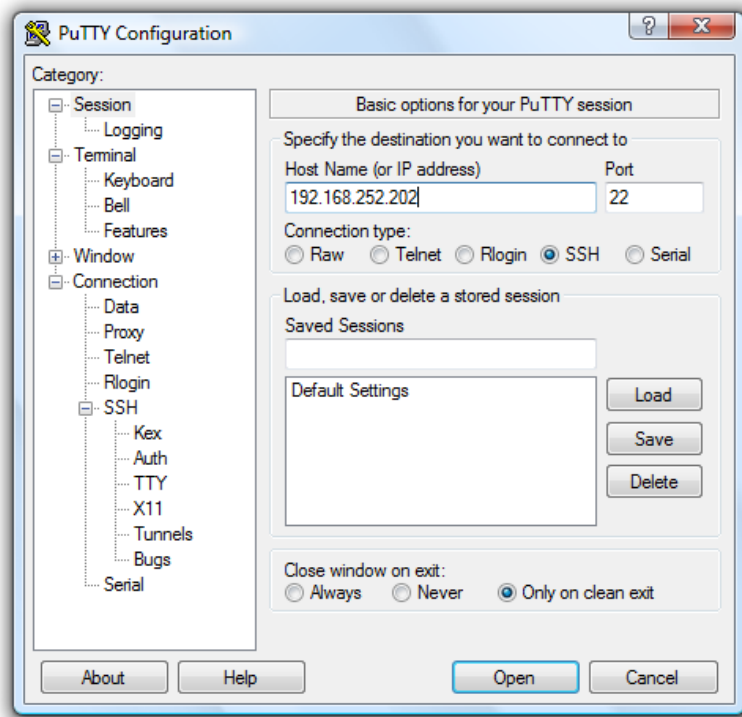 PuTTY Configuration
Category:
Session
Logging
Terminal
Keyboard
Bell
Features
Window
Connection
Data
Proxy
Telnet
Rlogin
SSH
Kex
Auth
TTY
X11
Tunnels
Bugs
Serial
Basic options for your PuTTY session
Specify the destination you want to connect to
Host Name (or IP address) Port
192.168.252.202 22
Connection type:
Raw Telnet Rlogin SSH Serial
Load, save or delete a stored session
Saved Sessions
Default Settings
Load
Save
Delete
Close window on exit:
Always Never Only on clean exit
About Help Open Cancel